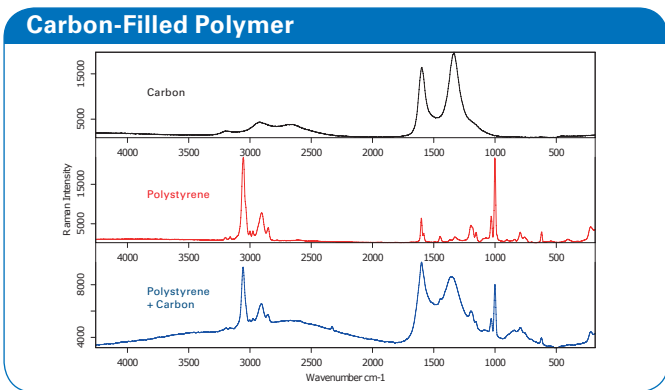 Carbon-Filled Polymer
15000
5000
Carbon
4000 3500 3000 2500 2000 1500 1000 500
Raman Intensity
15000
5000
Polystyrene
4000 3500 3000 2500 2000 1500 1000 500
8000
4000
Polystyrene
+ Carbon
4000 3500 3000 2500 2000 1500 1000 500
Wavenumber cm-1